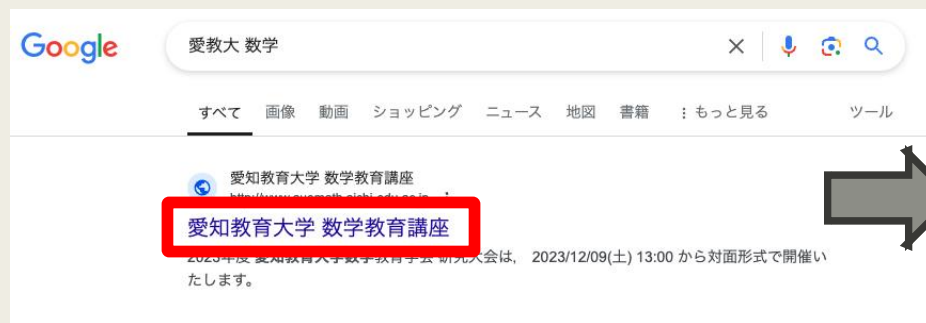 Google
愛教大 数学
すべて 画像 動画 ショッピング ニュース 地図 書籍 もっと見る ツール
愛知教育大学 数学教育講座
愛知教育大学 数学教育講座
2023年度 愛知教育大学数学教育学会 研究大会は, 2023/12/09(土) 13:00 から対面形式で開催い
たします。